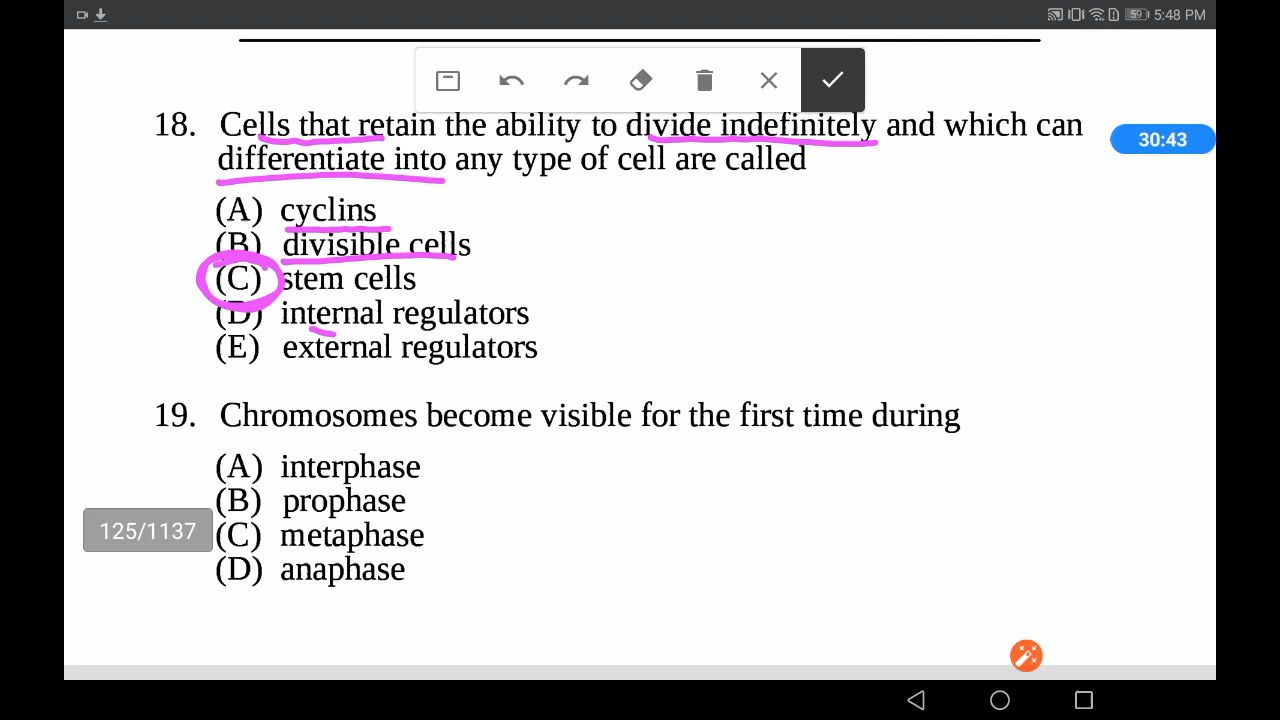 59 5:48 PM
18. Cells that retain the ability to divide indefinitely and which can
30:43
differentiate into any type of cell are called
(A) cyclins
(B) divisible cells
(C) stem cells
(D) internal regulators
(E) external regulators
19. Chromosomes become visible for the first time during
(A) interphase
(B) prophase
125/1137
(C) metaphase
(D) anaphase